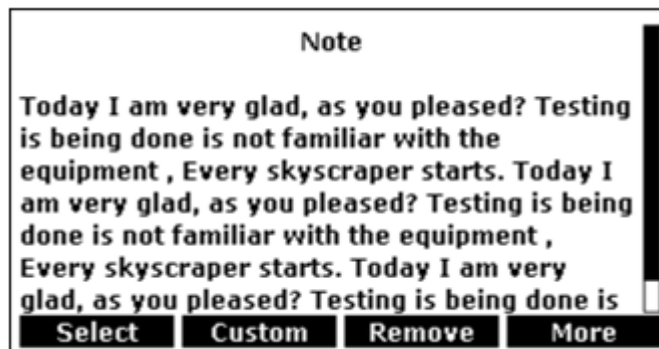 Note
Today I am very glad, as you pleased? Testing
is being done is not familiar with the
equipment , Every skyscraper starts. Today I
am very glad, as you pleased? Testing is being
done is not familiar with the equipment ,
Every skyscraper starts. Today I am very
glad, as you pleased? Testing is being done is
Select Custom Remove More